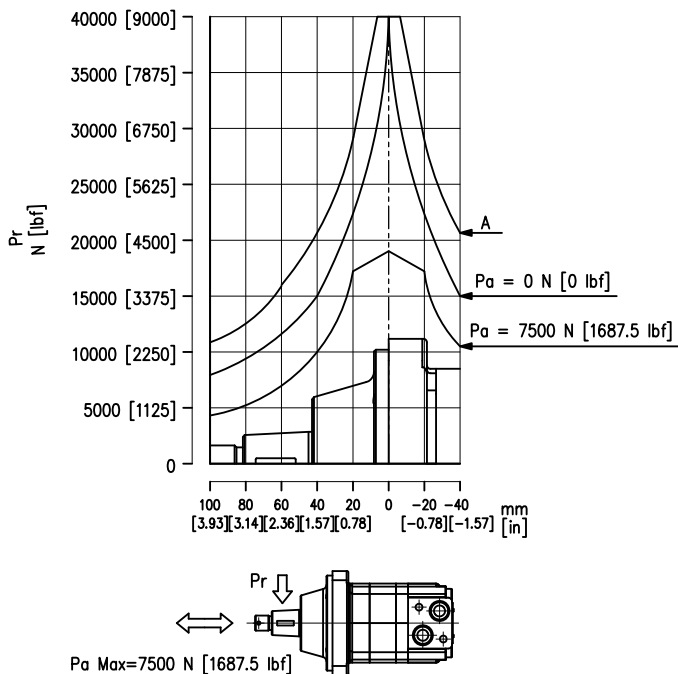 40000 [9000]
35000 [7875]
30000 [6750]
25000 [5625]
20000 [4500]
15000 [3375]
10000 [2250]
5000 [1125]
0
Pr
N [lbf]
A
Pa = 0 N [0 lbf]
Pa = 7500 N [1687.5 lbf]
100 80 60 40 20 0 -20 -40 mm
[3.93][3.14][2.36][1.57][0.78] [-0.78][-1.57] [in]
Pr
Pa Max=7500 N [1687.5 lbf]